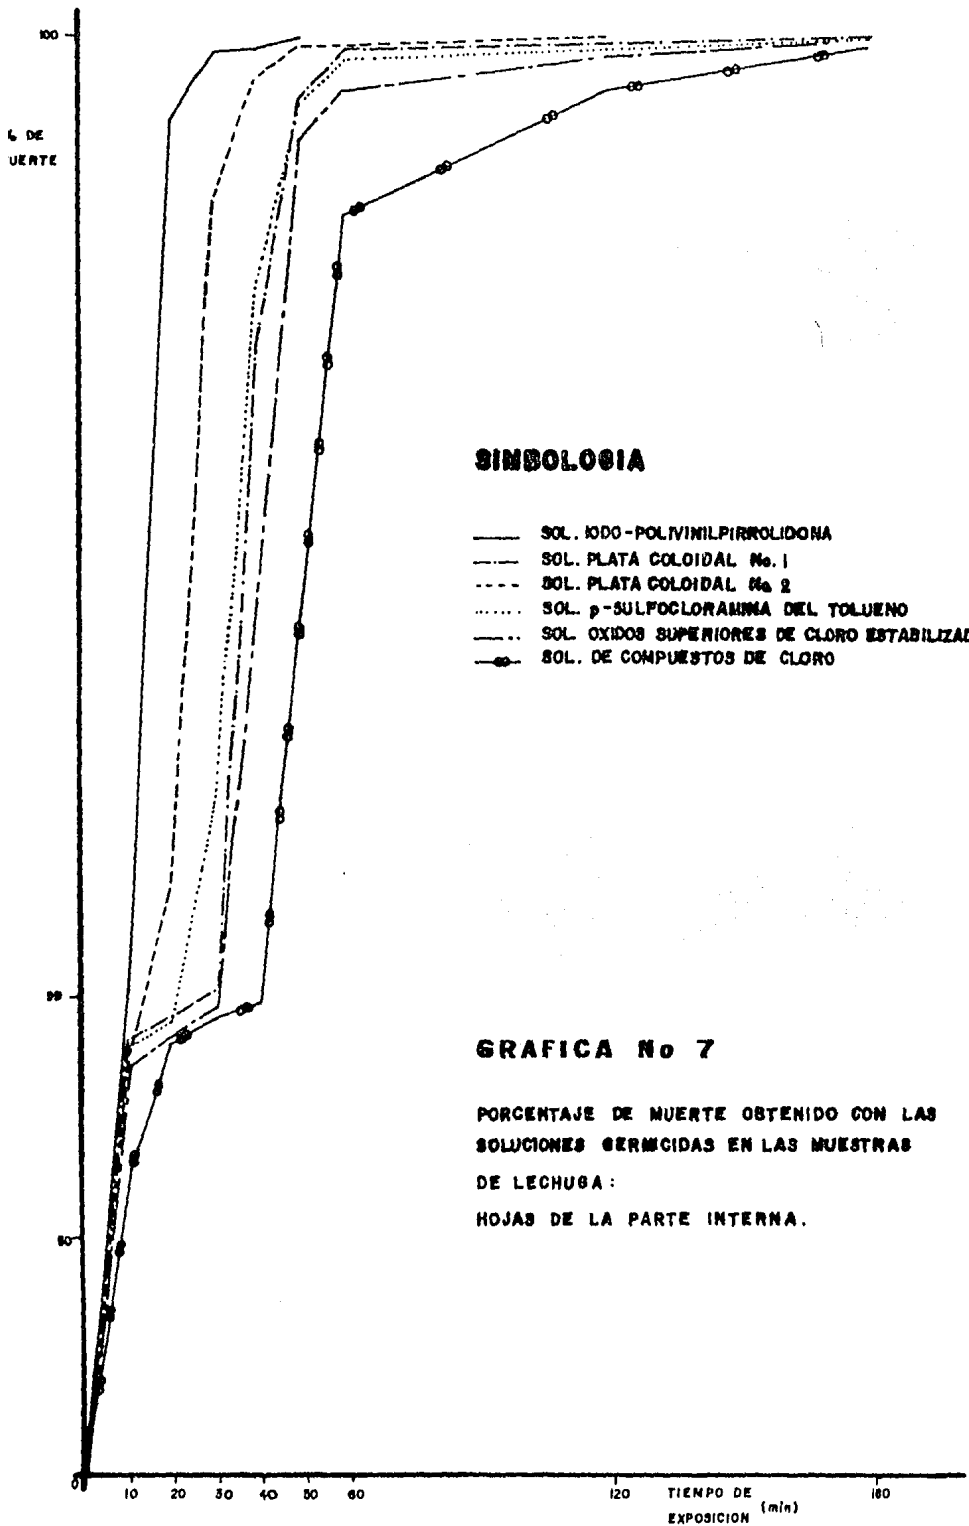 100
% DE
UERTE
SIMBOLOGIA
SOL. IODO-POLIVINILPIRROLIDONA
SOL. PLATA COLOIDAL No. 1
SOL. PLATA COLOIDAL No 2
SOL. p-SULFOCLORAMINA DEL TOLUENO
SOL. OXIDOS SUPERIORES DE CLORO ESTABILIZAD
SOL. DE COMPUESTOS DE CLORO
99
GRAFICA No 7
PORCENTAJE DE MUERTE OBTENIDO CON LAS
SOLUCIONES GERMICIDAS EN LAS MUESTRAS
DE LECHUGA:
HOJAS DE LA PARTE INTERNA.
50
0 10 20 30 40 50 60 120 180
TIEMPO DE
EXPOSICION (min)